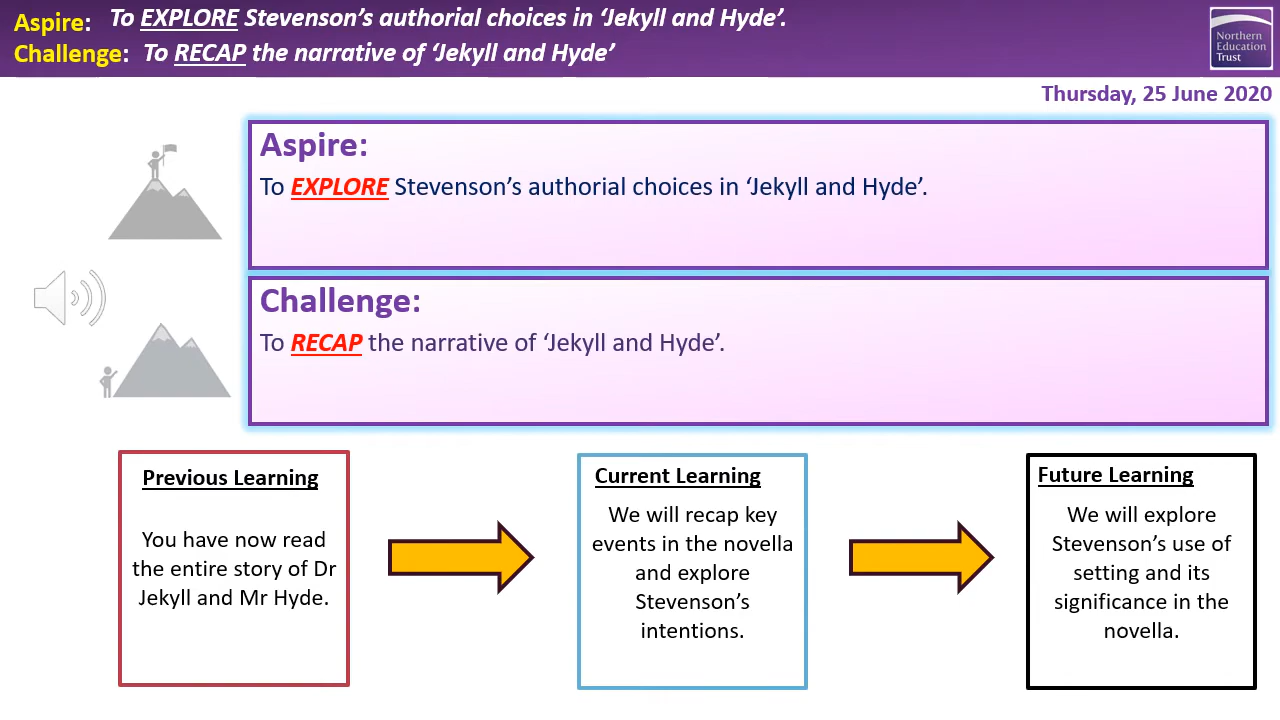 Aspire: To EXPLORE Stevenson’s authorial choices in ‘Jekyll and Hyde’.
Challenge: To RECAP the narrative of ‘Jekyll and Hyde’
Northern
Education
Trust
Thursday, 25 June 2020
Aspire:
To EXPLORE Stevenson’s authorial choices in ‘Jekyll and Hyde’.
Challenge:
To RECAP the narrative of ‘Jekyll and Hyde’.
Previous Learning
You have now read
the entire story of Dr
Jekyll and Mr Hyde.
Current Learning
We will recap key
events in the novella
and explore
Stevenson’s
intentions.
Future Learning
We will explore
Stevenson’s use of
setting and its
significance in the
novella.